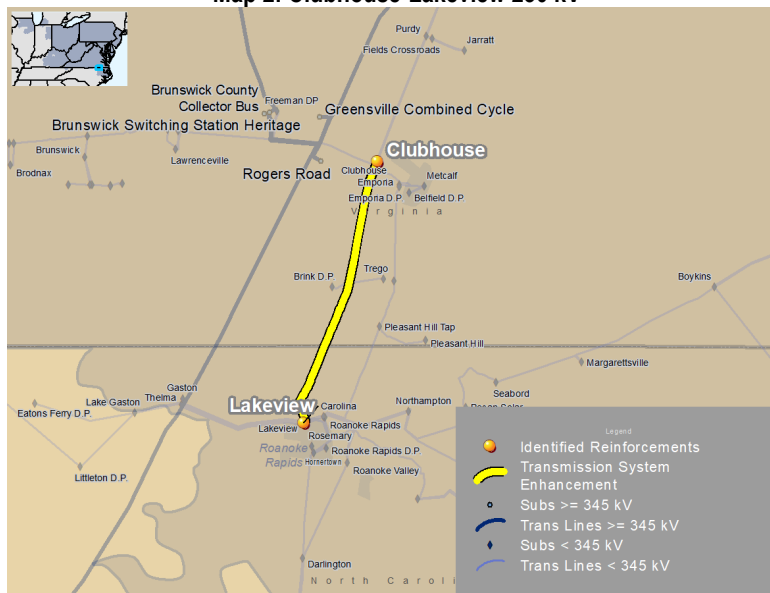 Map 2: Clubhouse-Lakeview 230 kV
Purdy
Jarratt
Fields Crossroads
Brunswick County
Collector Bus
Freeman DP
Greensville Combined Cycle
Brunswick Switching Station Heritage
Clubhouse
Brunswick
Lawrenceville
Brodnax
Rogers Road
Clubhouse
Metcalf
Emporia
Emporia D.P.
Belfield D.P.
Virginia
Brink D.P.
Trego
Boykins
Pleasant Hill Tap
Pleasant Hill
Margarettsville
Gaston
Thelma
Lake Gaston
Eatons Ferry D.P.
Lakeview
Carolina
Northampton
Seabord
Lakeview
Roanoke Rapids
Rosemary
Roanoke
Rapids
Hornertown
Roanoke Rapids D.P.
Roanoke Valley
Littleton D.P.
Darlington
North Caroli
Legend
Identified Reinforcements
Transmission System
Enhancement
Subs >= 345 kV
Trans Lines >= 345 kV
Subs < 345 kV
Trans Lines < 345 kV